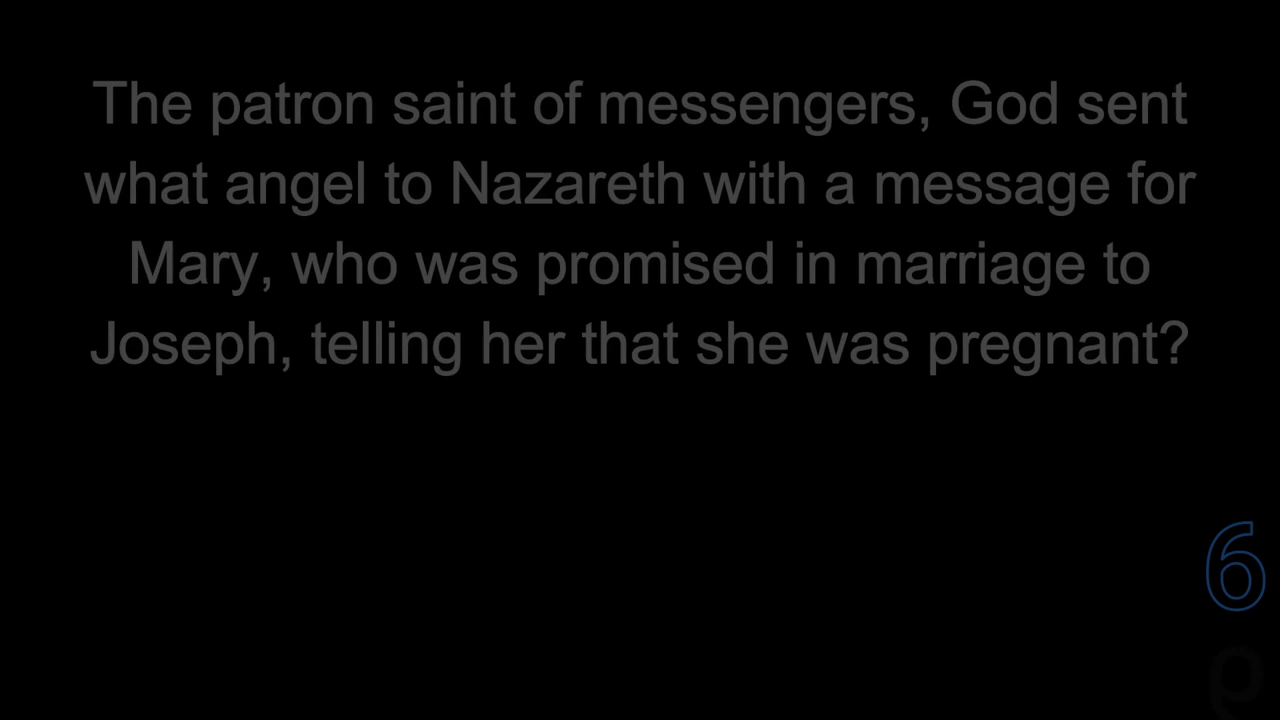 The patron saint of messengers, God sent
what angel to Nazareth with a message for
Mary, who was promised in marriage to
Joseph, telling her that she was pregnant?
6